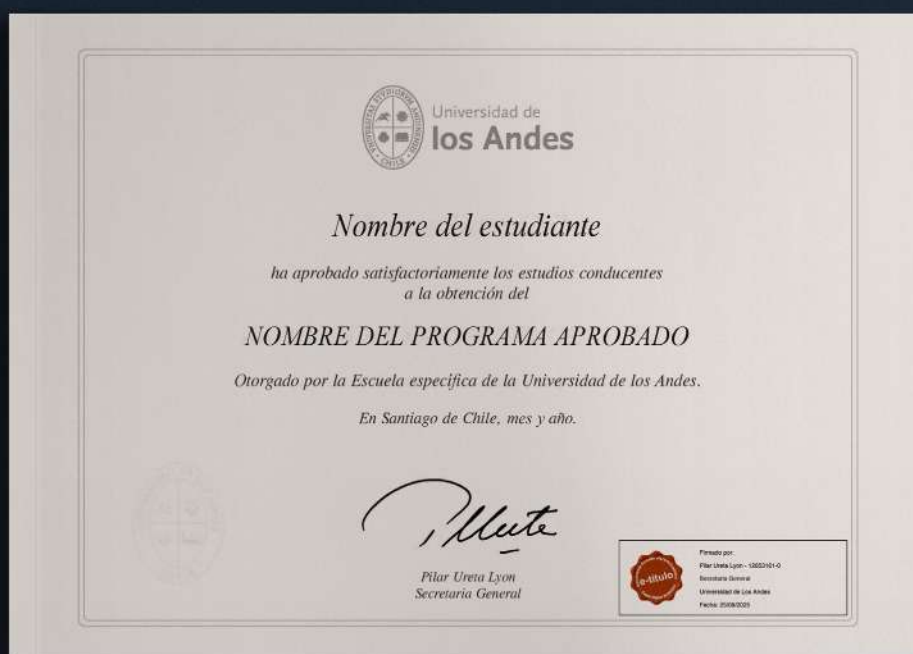 Universidad de
los Andes
Nombre del estudiante
ha aprobado satisfactoriamente los estudios conducentes
a la obtención del
NOMBRE DEL PROGRAMA APROBADO
Otorgado por la Escuela específica de la Universidad de los Andes.
En Santiago de Chile, mes y año.
Pilar Ureta Lyon
Secretaria General
e-titulo
Firmado por:
Pilar Ureta Lyon -
Secretaria General
Universidad de Los Andes
Fecha: